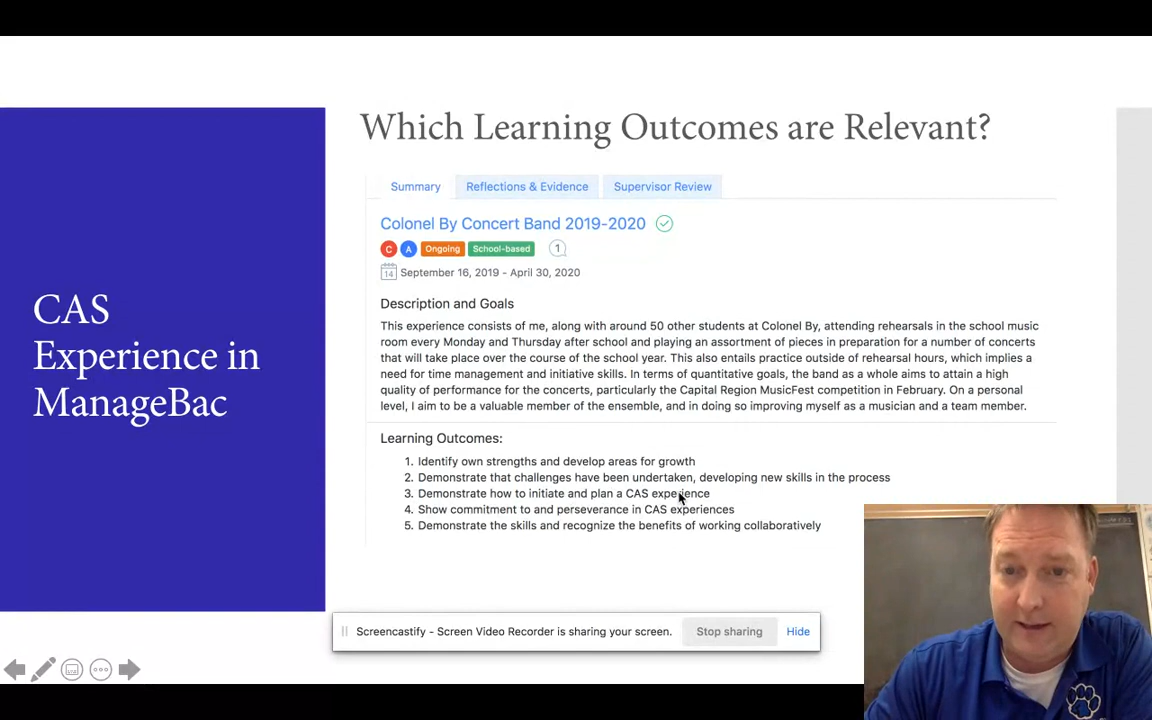 Which Learning Outcomes are Relevant?
CAS
Experience in
ManageBac
Summary
Reflections & Evidence
Supervisor Review
Colonel By Concert Band 2019-2020
C A Ongoing School-based 1
14 September 16, 2019 - April 30, 2020
Description and Goals
This experience consists of me, along with around 50 other students at Colonel By, attending rehearsals in the school music
room every Monday and Thursday after school and playing an assortment of pieces in preparation for a number of concerts
that will take place over the course of the school year. This also entails practice outside of rehearsal hours, which implies a
need for time management and initiative skills. In terms of quantitative goals, the band as a whole aims to attain a high
quality of performance for the concerts, particularly the Capital Region MusicFest competition in February. On a personal
level, I aim to be a valuable member of the ensemble, and in doing so improving myself as a musician and a team member.
Learning Outcomes:
1. Identify own strengths and develop areas for growth
2. Demonstrate that challenges have been undertaken, developing new skills in the process
3. Demonstrate how to initiate and plan a CAS experience
4. Show commitment to and perseverance in CAS experiences
5. Demonstrate the skills and recognize the benefits of working collaboratively
Screencastify - Screen Video Recorder is sharing your screen.
Stop sharing
Hide